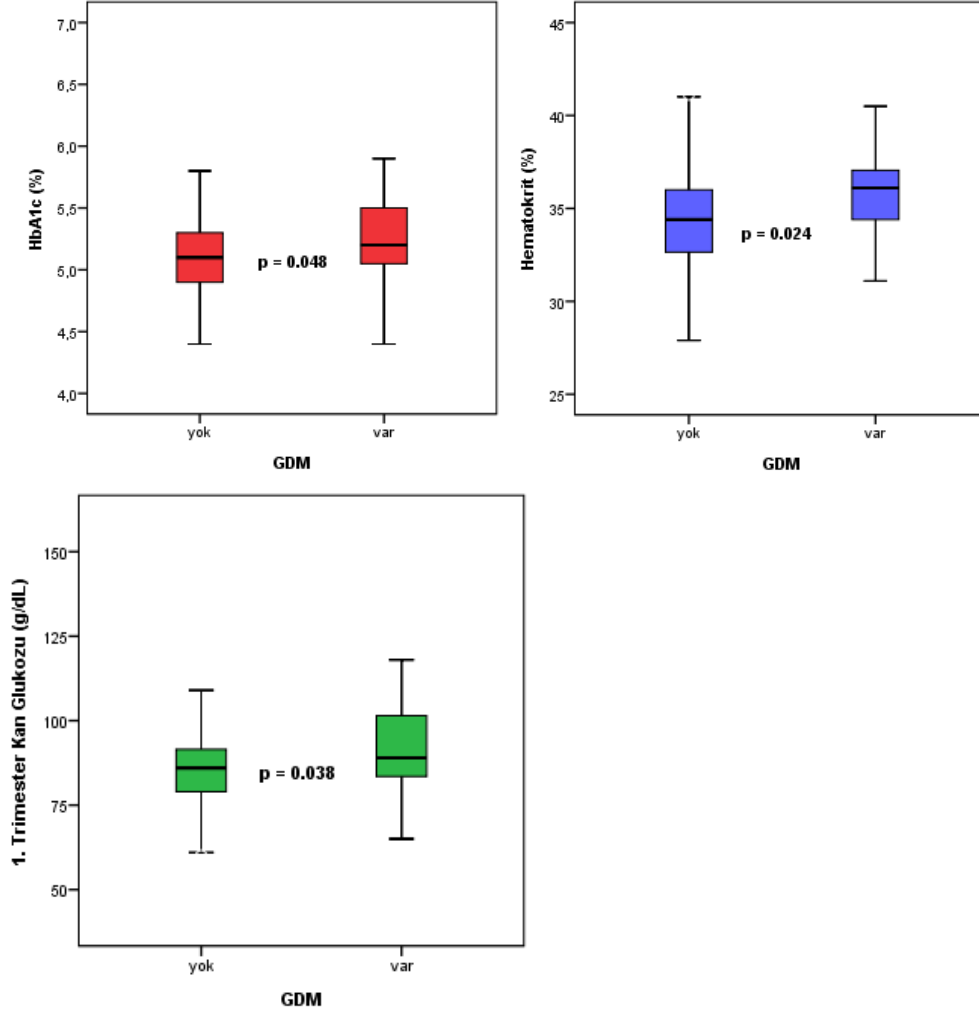 HbA1c (%)
7,0
6,5
6,0
5,5
5,0
4,5
4,0
p = 0.048
yok
var
GDM
Hematokrit (%)
45
40
35
30
25
p = 0.024
yok
var
GDM
1. Trimester Kan Glukozu (g/dL)
150
125
100
75
50
p = 0.038
yok
var
GDM